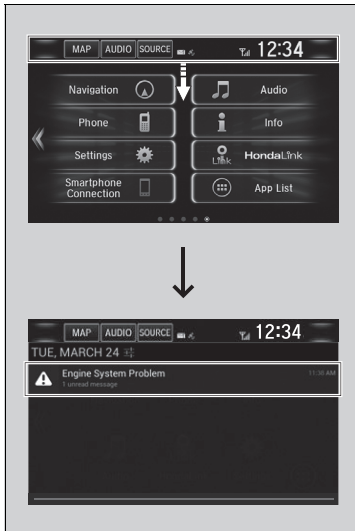 MAP AUDIO SOURCE 12:34
Navigation Audio
Phone Info
Settings Link HondaLink
Smartphone
Connection App List
MAP AUDIO SOURCE 12:34
TUE, MARCH 24
Engine System Problem 11:30 AM
1 unread message